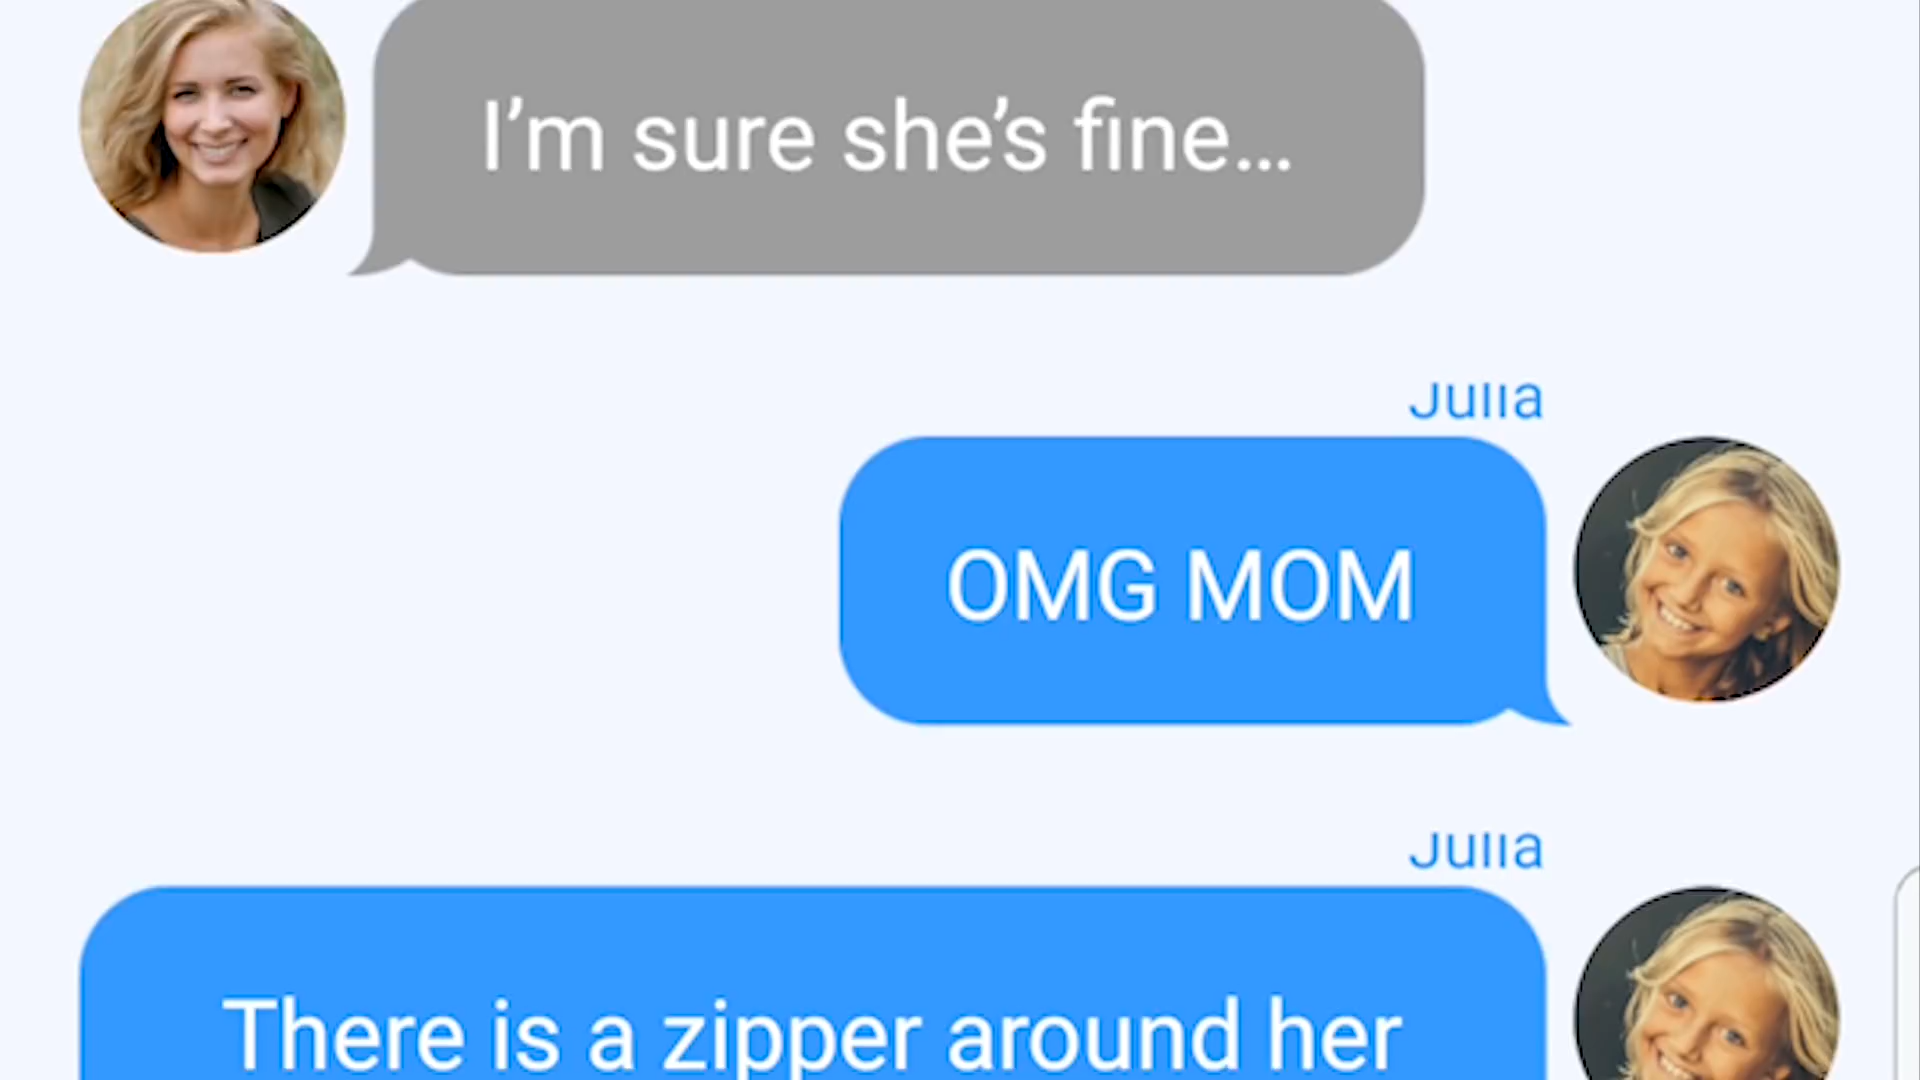 I’m sure she’s fine…
Julia
OMG MOM
Julia
There is a zipper around her